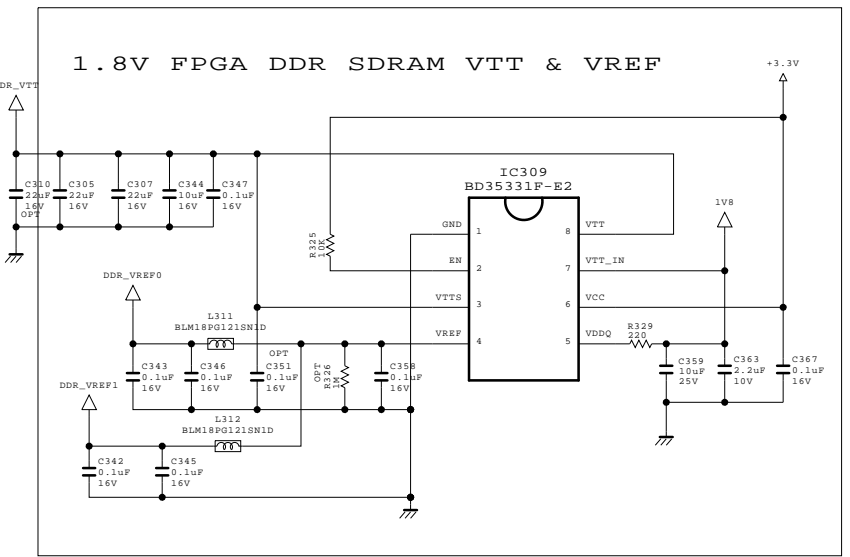 1.8V FPGA DDR SDRAM VTT & VREF
+3.3V
DR_VTT
C310
22uF
16V
OPT
C305
22uF
16V
C307
22uF
16V
C344
10uF
16V
C347
0.1uF
16V
IC309
BD35331F-E2
R325
10K
GND
1
EN
2
VTTS
3
VREF
4
VTT
8
VTT_IN
7
VCC
6
VDDQ
5
1V8
R329
220
C359
10uF
25V
C363
2.2uF
10V
C367
0.1uF
16V
DDR_VREF0
L311
BLM18PG121SN1D
C343
0.1uF
16V
C346
0.1uF
16V
OPT
C351
0.1uF
16V
OPT
R326
1M
C358
0.1uF
16V
DDR_VREF1
L312
BLM18PG121SN1D
C342
0.1uF
16V
C345
0.1uF
16V